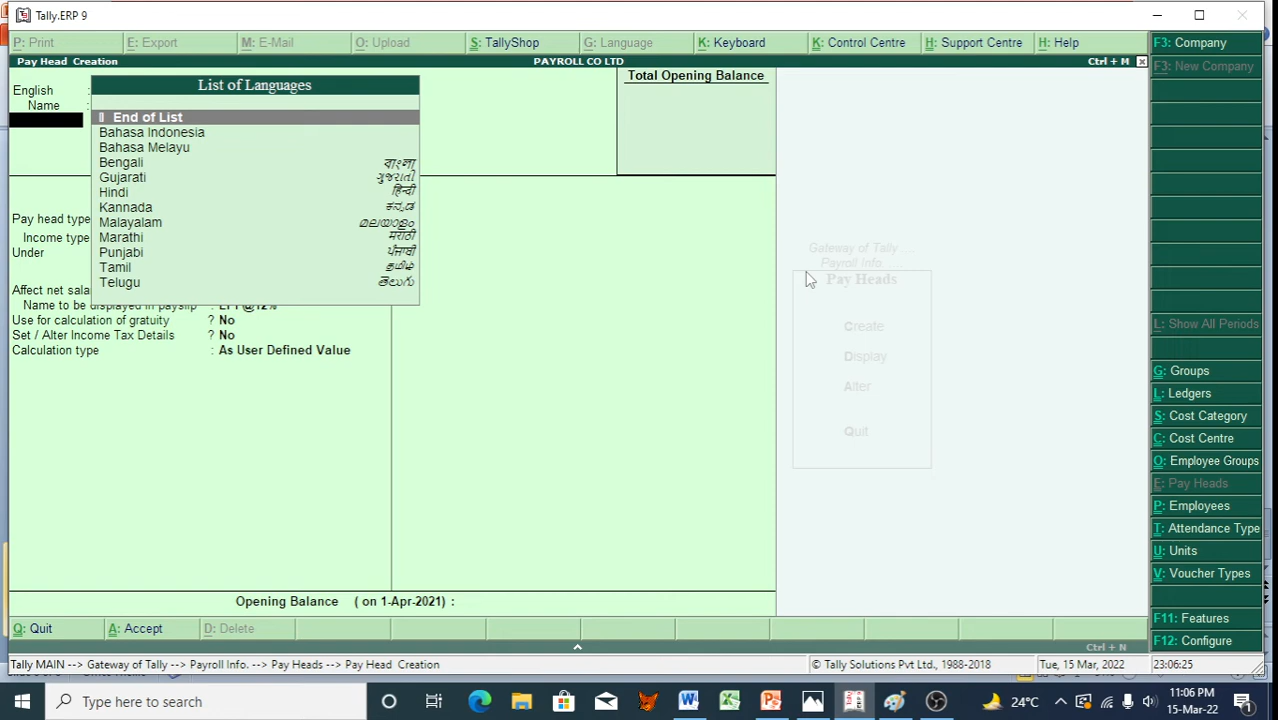 Tally.ERP 9
P: Print
E: Export
M: E-Mail
O: Upload
S: TallyShop
G: Language
K: Keyboard
K: Control Centre
H: Support Centre
H: Help
F3: Company
Pay Head Creation
PAYROLL CO LTD
Ctrl + M
F3: New Company
English :
Name :
List of Languages
End of List
Bahasa Indonesia
Bahasa Melayu
Bengali বাংলা
Gujarati ગુજરાતી
Hindi हिन्दी
Kannada ಕನ್ನಡ
Malayalam മലയാളം
Marathi मराठी
Punjabi ਪੰਜਾਬੀ
Tamil தமிழ்
Telugu తెలుగు
Total Opening Balance
Pay head type
Income type
Under
Affect net sala
Name to be displayed in payslip : EPF @12%
Use for calculation of gratuity ? No
Set / Alter Income Tax Details ? No
Calculation type : As User Defined Value
Gateway of Tally ....
Payroll Info.
Pay Heads
Create
Display
Alter
Quit
L: Show All Periods
G: Groups
L: Ledgers
S: Cost Category
C: Cost Centre
O: Employee Groups
E: Pay Heads
P: Employees
T: Attendance Type
U: Units
V: Voucher Types
F11: Features
F12: Configure
Opening Balance ( on 1-Apr-2021) :
Q: Quit
A: Accept
D: Delete
Ctrl + N
Tally MAIN --> Gateway of Tally --> Payroll Info. --> Pay Heads --> Pay Head Creation
© Tally Solutions Pvt Ltd., 1988-2018
Tue, 15 Mar, 2022
23:06:25
Type here to search
24°C
11:06 PM
15-Mar-22
1